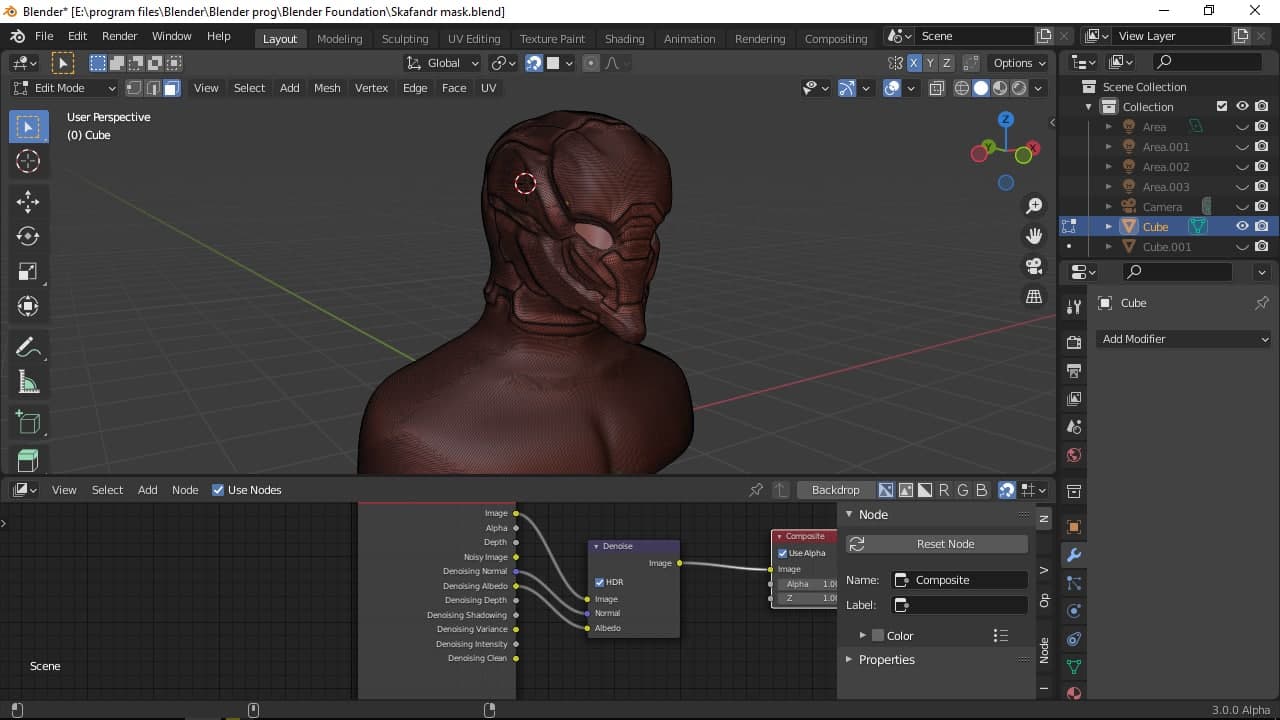 Blender* [E:\program files\Blender\Blender prog\Blender Foundation\Skafandr mask.blend]
File Edit Render Window Help Layout Modeling Sculpting UV Editing Texture Paint Shading Animation Rendering Compositing Scene View Layer
Global X Y Z Options
Edit Mode View Select Add Mesh Vertex Edge Face UV
User Perspective
(0) Cube
Z
Y
X
Scene Collection
Collection
Area
Area.001
Area.002
Area.003
Camera
Cube
Cube.001
Cube
Add Modifier
View Select Add Node Use Nodes Backdrop R G B
Image
Alpha
Depth
Noisy Image
Denoising Normal
Denoising Albedo
Denoising Depth
Denoising Shadowing
Denoising Variance
Denoising Intensity
Denoising Clean
Denoise
Image
HDR
Image
Normal
Albedo
Composite
Use Alpha
Image
Alpha 1.00
Z 1.00
Node
Reset Node
Name: Composite
Label:
Color
Properties
N
V
Op
Node
Scene
3.0.0 Alpha